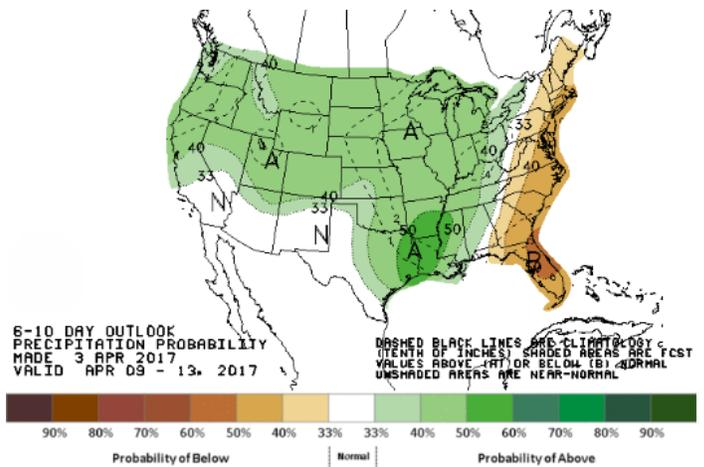 40
A
33
A
40
40
33
40
33
N
40
33
N
50
50
A
B
6-10 DAY OUTLOOK
PRECIPITATION PROBABILITY
MADE 3 APR 2017
VALID APR 09 - 13, 2017
DASHED BLACK LINES ARE CLIMATOLOGY
(TENTH OF INCHES) SHADED AREAS ARE FCST
VALUES ABOVE (A) OR BELOW (B) NORMAL
UNSHADED AREAS ARE NEAR-NORMAL
90% 80% 70% 60% 50% 40% 33% 33% 40% 50% 60% 70% 80% 90%
Probability of Below Normal Probability of Above